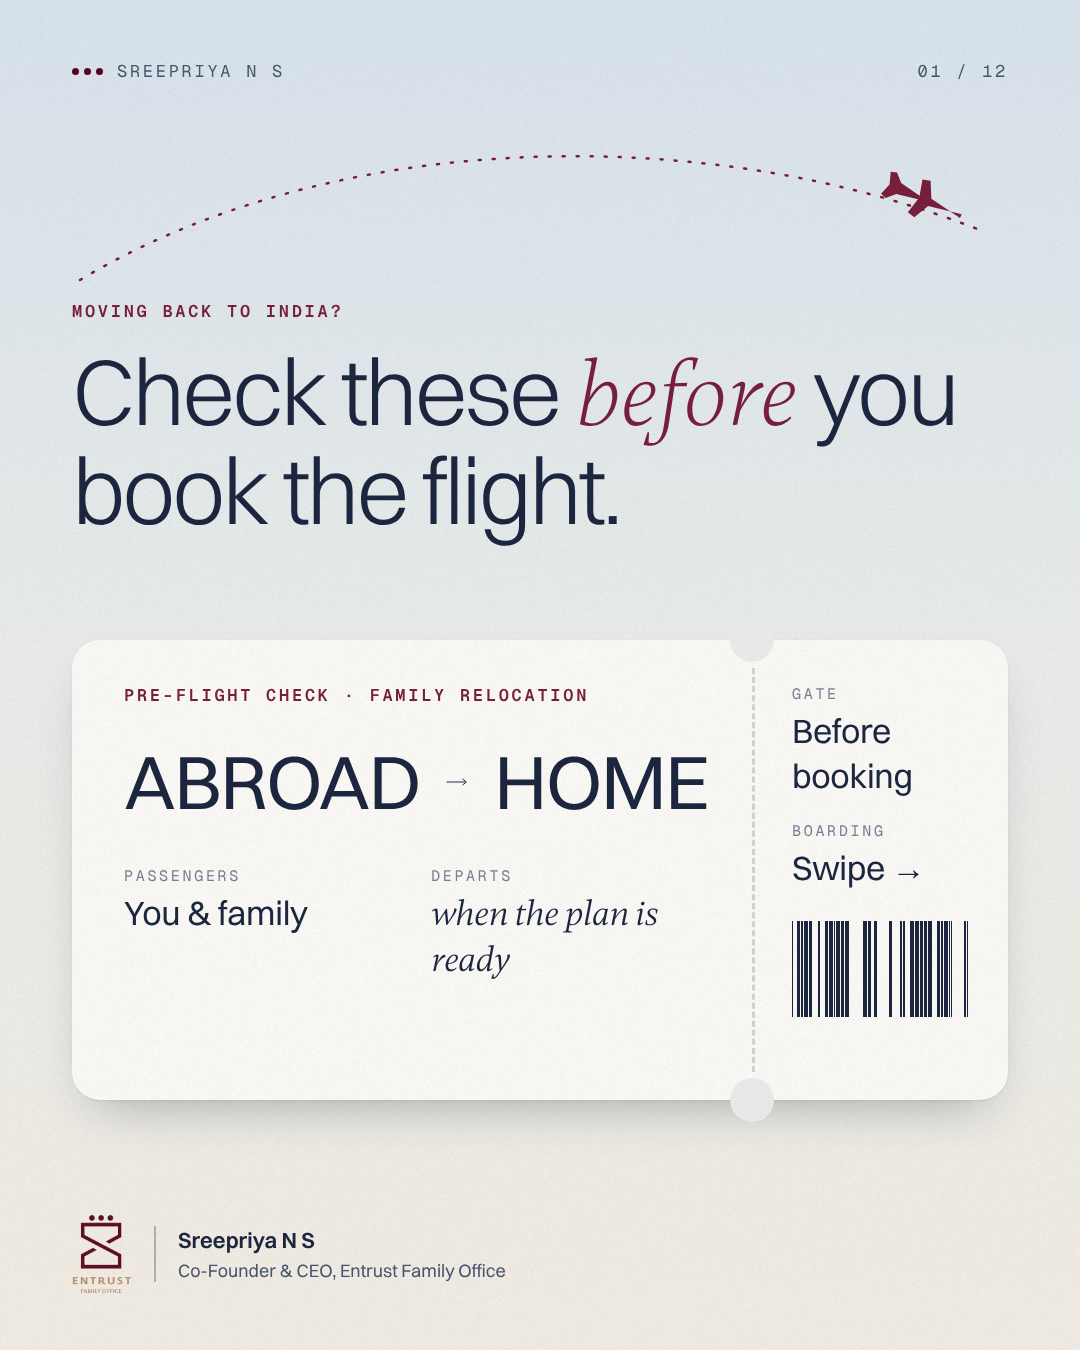 SREEPRIYA N S
01 / 12
MOVING BACK TO INDIA?
Check these before you
book the flight.
PRE-FLIGHT CHECK · FAMILY RELOCATION
ABROAD → HOME
PASSENGERS
You & family
DEPARTS
when the plan is
ready
GATE
Before
booking
BOARDING
Swipe →
ENTRUST
FAMILY OFFICE
Sreepriya N S
Co-Founder & CEO, Entrust Family Office